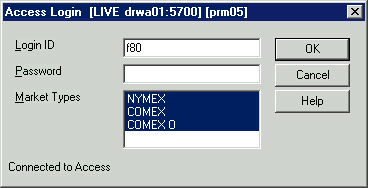 Access Login [LIVE drwa01:5700] [prm05]
Login ID f80 OK
Password Cancel
Market Types NYMEX Help
COMEX
COMEX O
Connected to Access